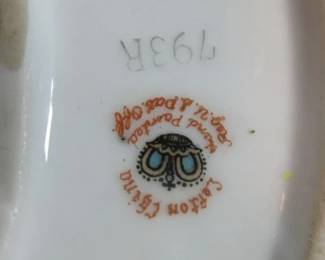 793R
Lefton China
Hand Painted
Reg. U.S. Pat. Off.